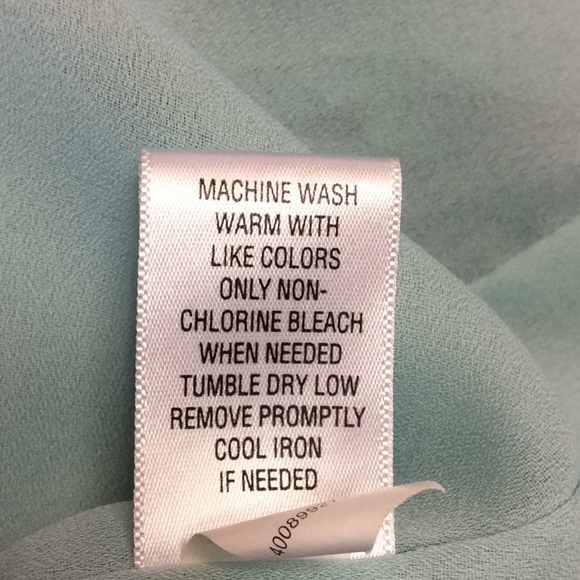 MACHINE WASH
WARM WITH
LIKE COLORS
ONLY NON-
CHLORINE BLEACH
WHEN NEEDED
TUMBLE DRY LOW
REMOVE PROMPTLY
COOL IRON
IF NEEDED